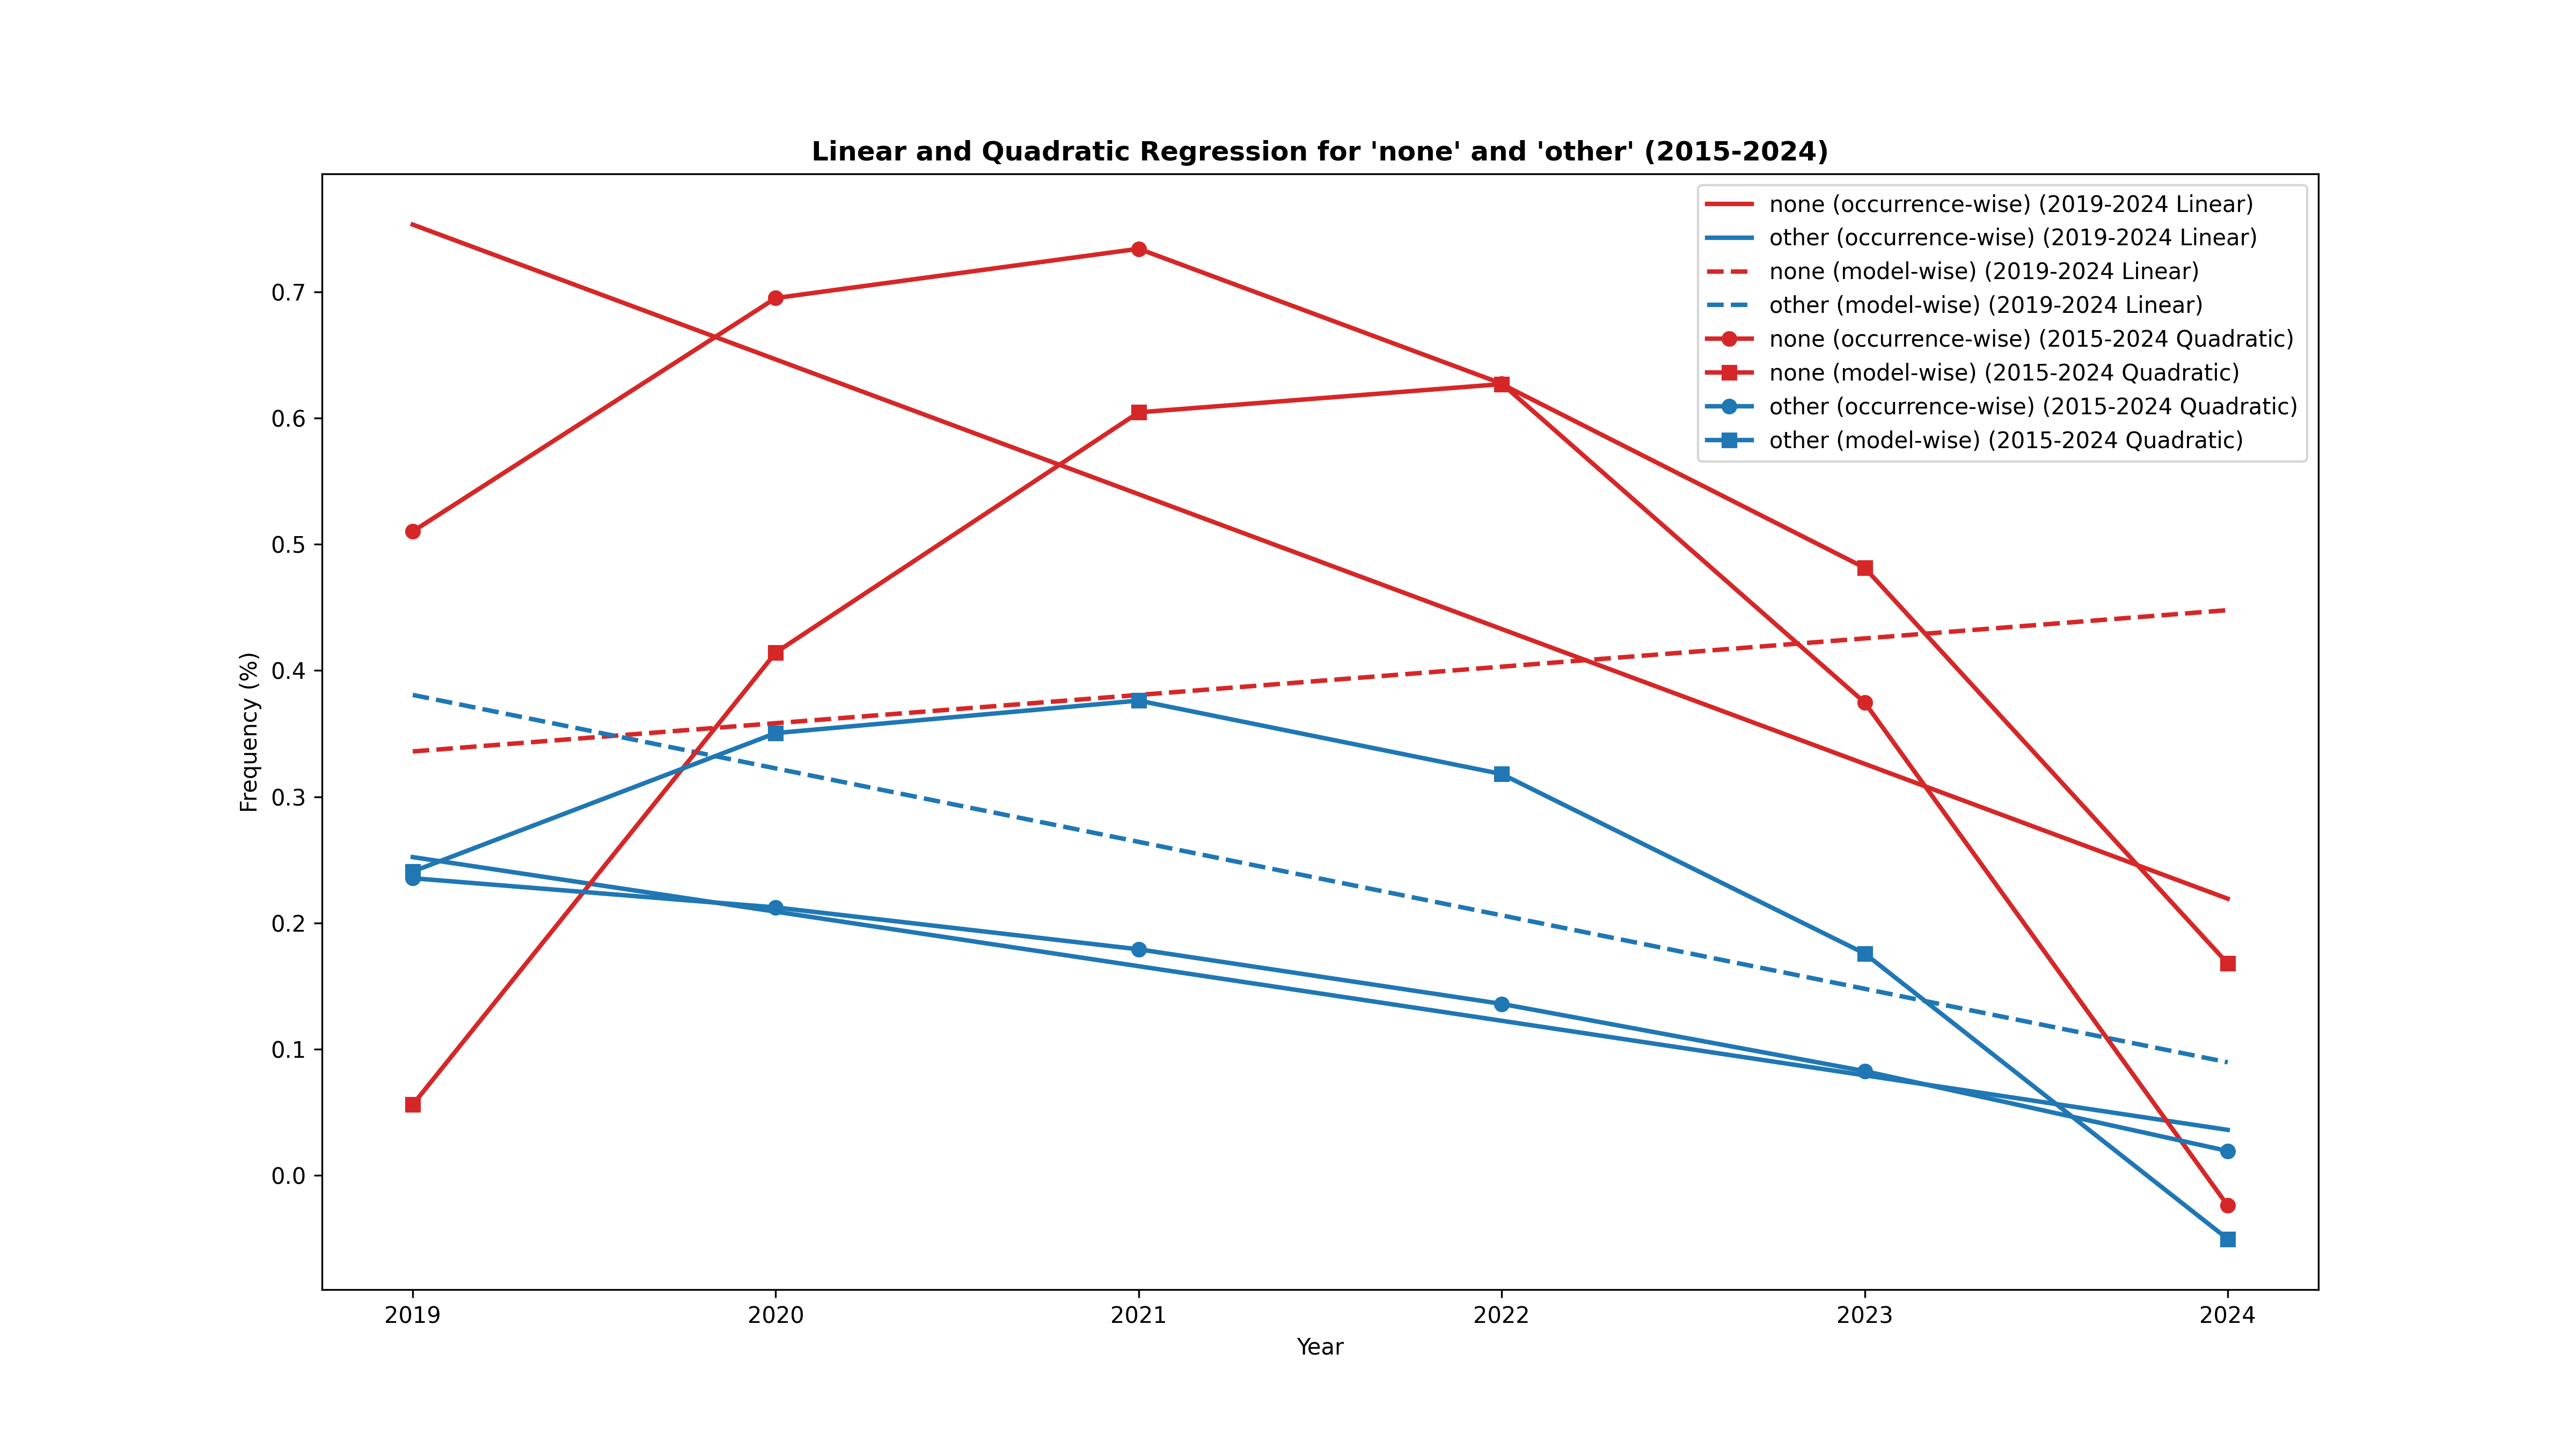 Linear and Quadratic Regression for 'none' and 'other' (2015-2024)
none (occurrence-wise) (2019-2024 Linear)
other (occurrence-wise) (2019-2024 Linear)
none (model-wise) (2019-2024 Linear)
other (model-wise) (2019-2024 Linear)
none (occurrence-wise) (2015-2024 Quadratic)
none (model-wise) (2015-2024 Quadratic)
other (occurrence-wise) (2015-2024 Quadratic)
other (model-wise) (2015-2024 Quadratic)
Frequency (%)
0.7
0.6
0.5
0.4
0.3
0.2
0.1
0.0
2019 2020 2021 2022 2023 2024
Year